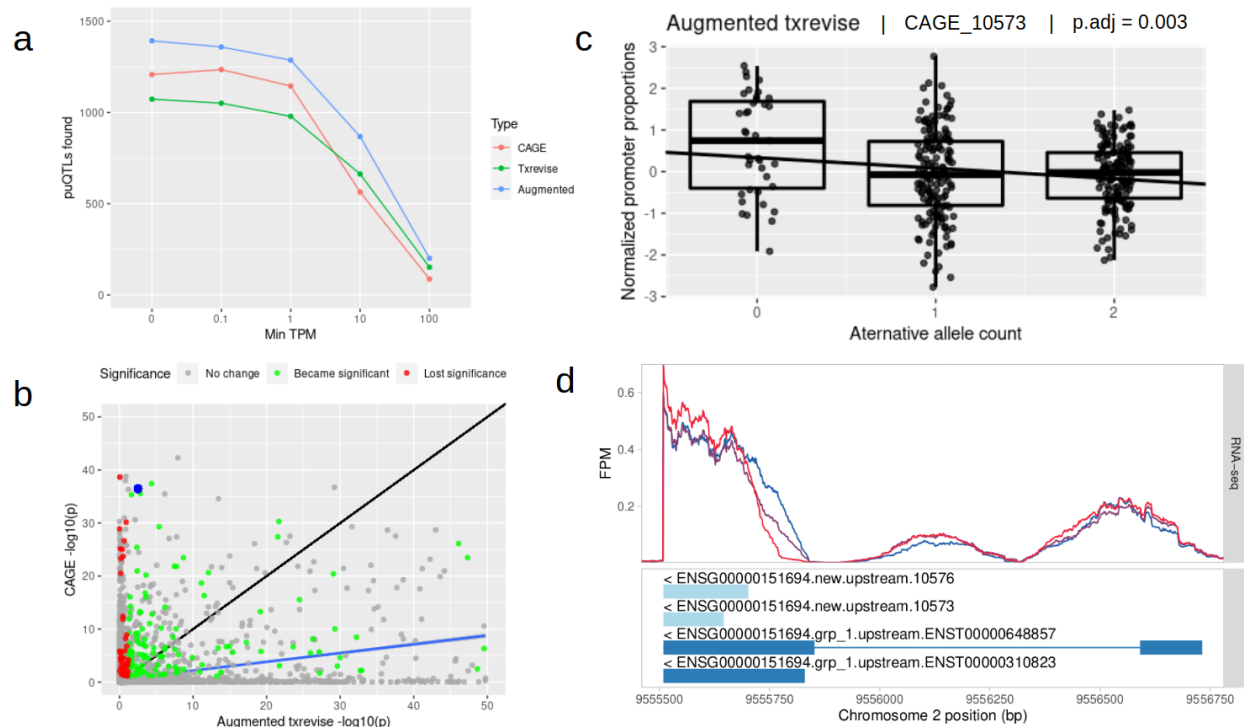 a
1500
1000
500
0
puQTLs found
0
0.1
1
10
100
Min TPM
Type
CAGE
Txrevise
Augmented
c
Augmented txrevise | CAGE_10573 | p.adj = 0.003
3
2
1
0
-1
-2
-3
Normalized promoter proportions
0
1
2
Aternative allele count
b
Significance
No change
Became significant
Lost significance
50
40
30
20
10
0
CAGE -log10(p)
0
10
20
30
40
50
Augmented txrevise -log10(p)
d
0.6
0.4
0.2
FPM
RNA-seq
< ENSG00000151694.new.upstream.10576
< ENSG00000151694.new.upstream.10573
< ENSG00000151694.grp_1.upstream.ENST00000648857
< ENSG00000151694.grp_1.upstream.ENST00000310823
9555500
9555750
9556000
9556250
9556500
9556750
Chromosome 2 position (bp)